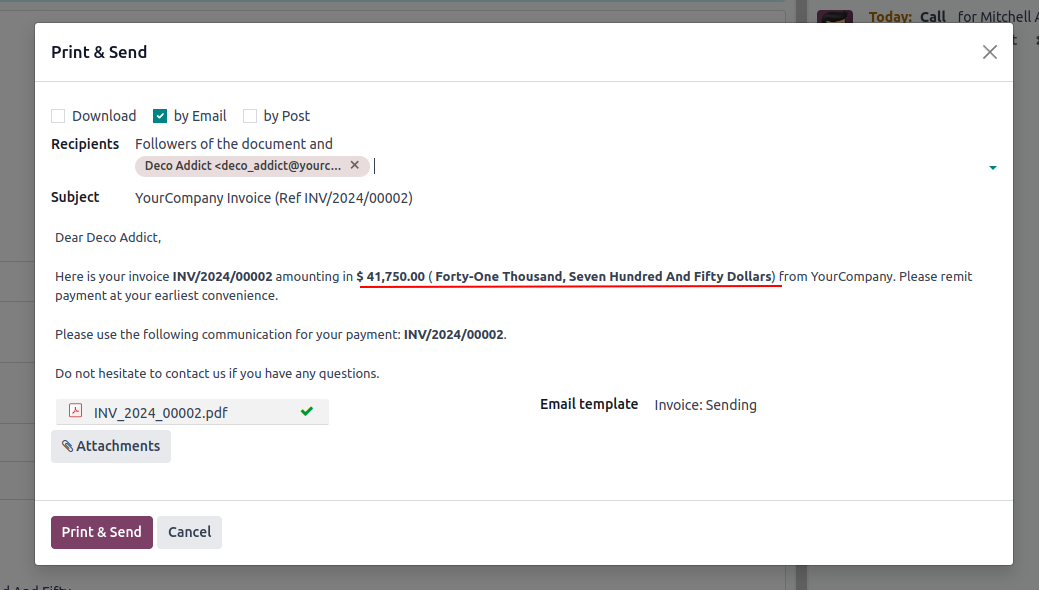 Today: Call for Mitchell A
Print & Send
Download by Email by Post
Recipients Followers of the document and
Deco Addict <deco_addict@yourc...
Subject YourCompany Invoice (Ref INV/2024/00002)
Dear Deco Addict,
Here is your invoice INV/2024/00002 amounting in $ 41,750.00 ( Forty-One Thousand, Seven Hundred And Fifty Dollars) from YourCompany. Please remit
payment at your earliest convenience.
Please use the following communication for your payment: INV/2024/00002.
Do not hesitate to contact us if you have any questions.
INV_2024_00002.pdf
Email template Invoice: Sending
Attachments
Print & Send Cancel
d And Fifty